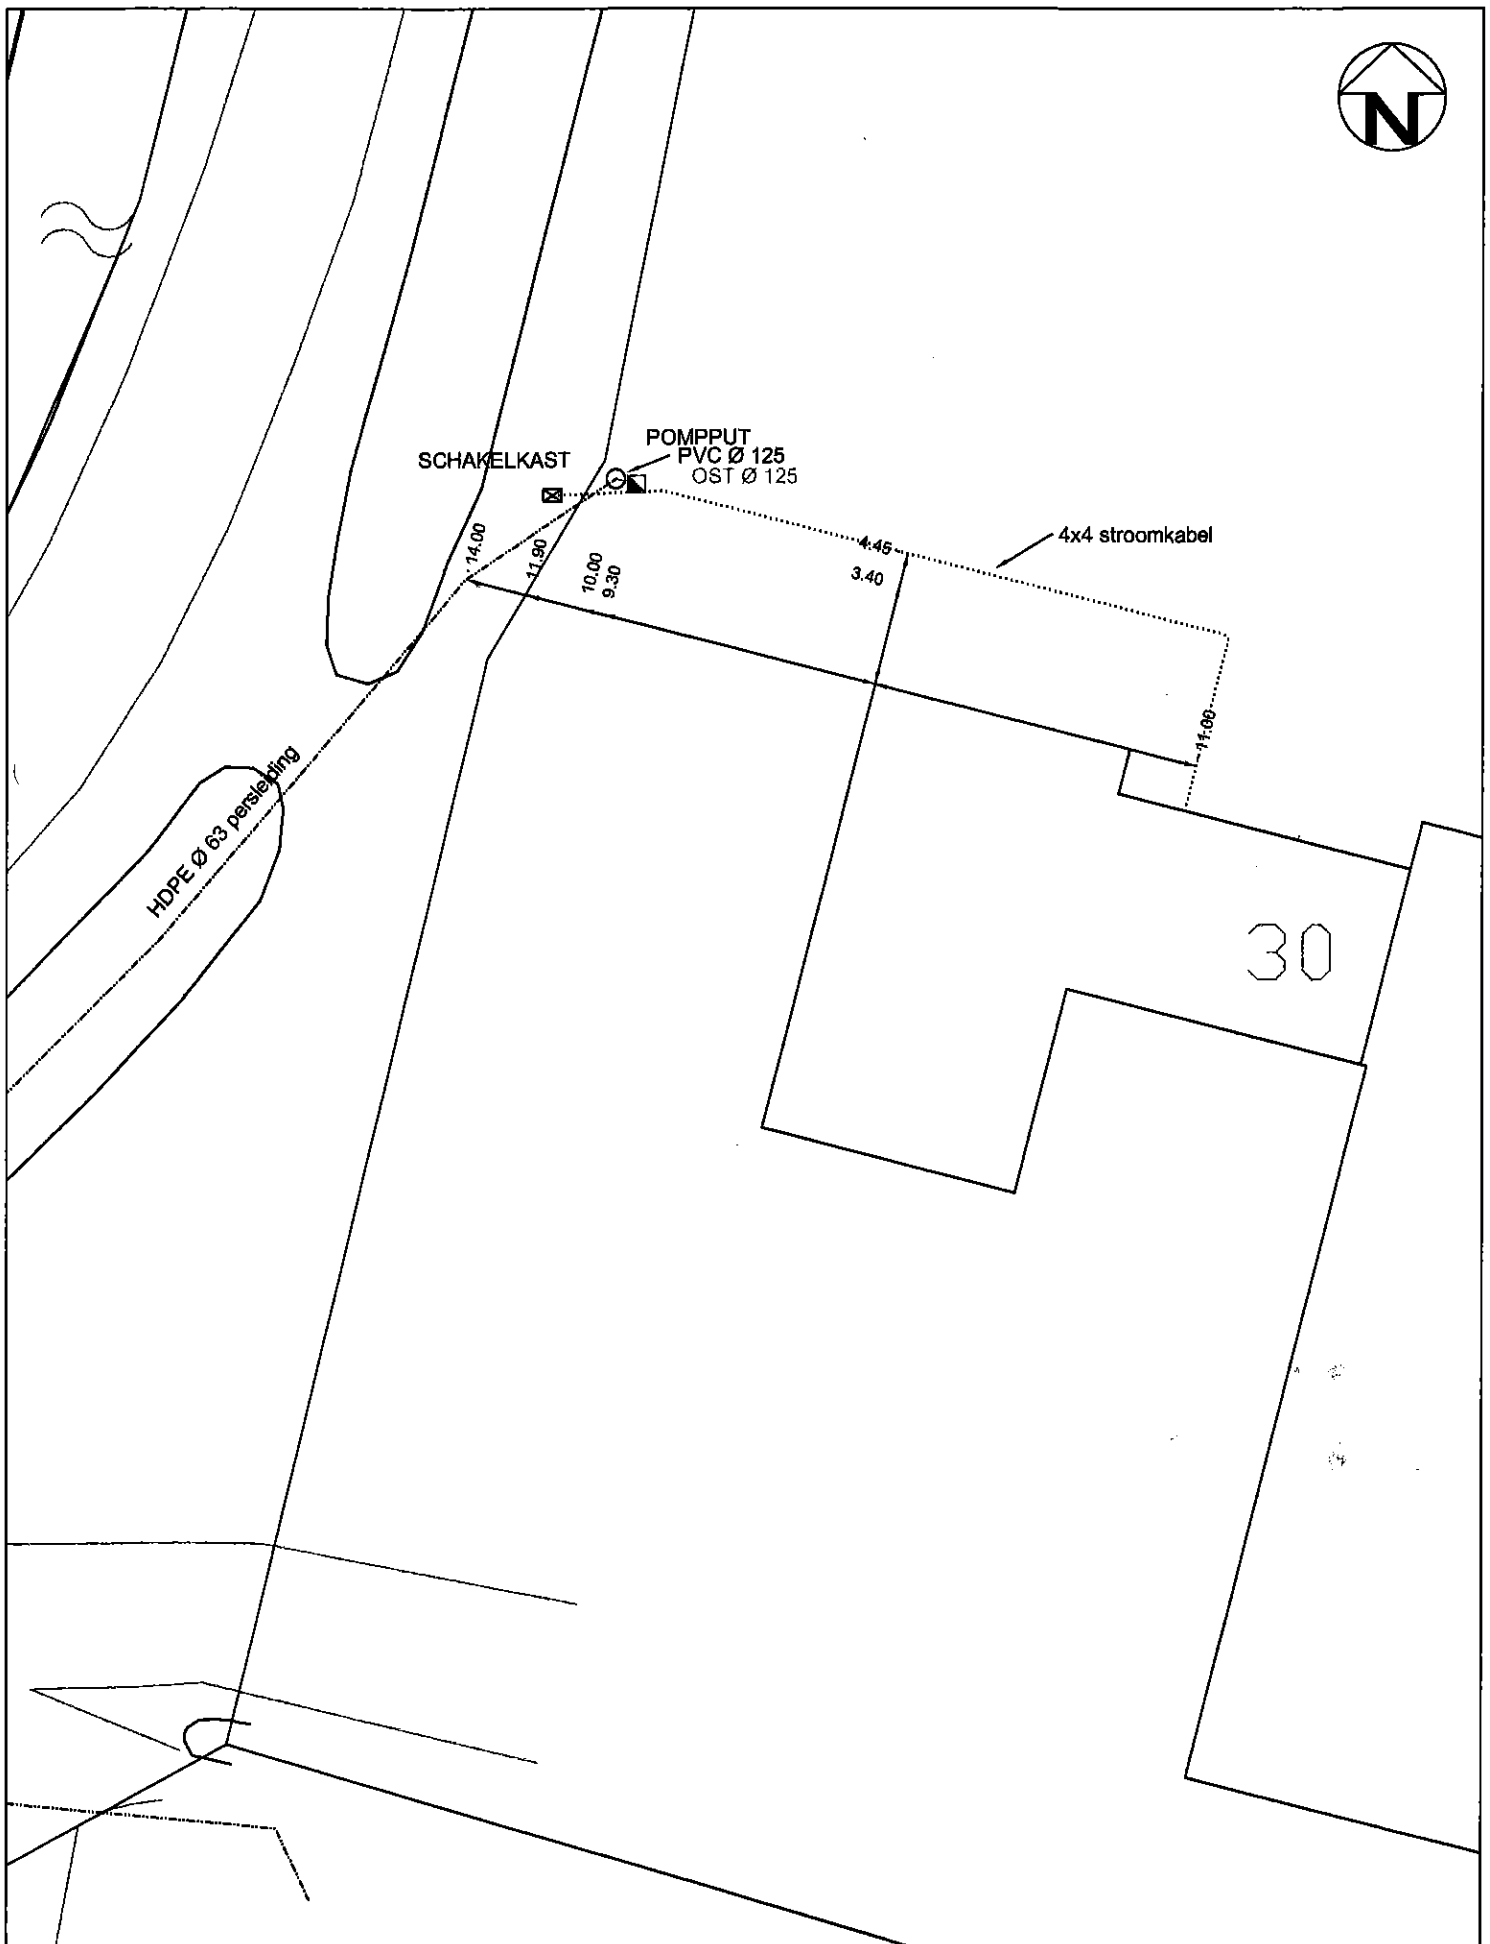 N
POMPPUT
PVC Ø 125
OST Ø 125
SCHAKELKAST
4x4 stroomkabel
14.00
11.90
10.00
9.30
4.45
3.40
11.00
HDPE Ø 63 persleiding
30